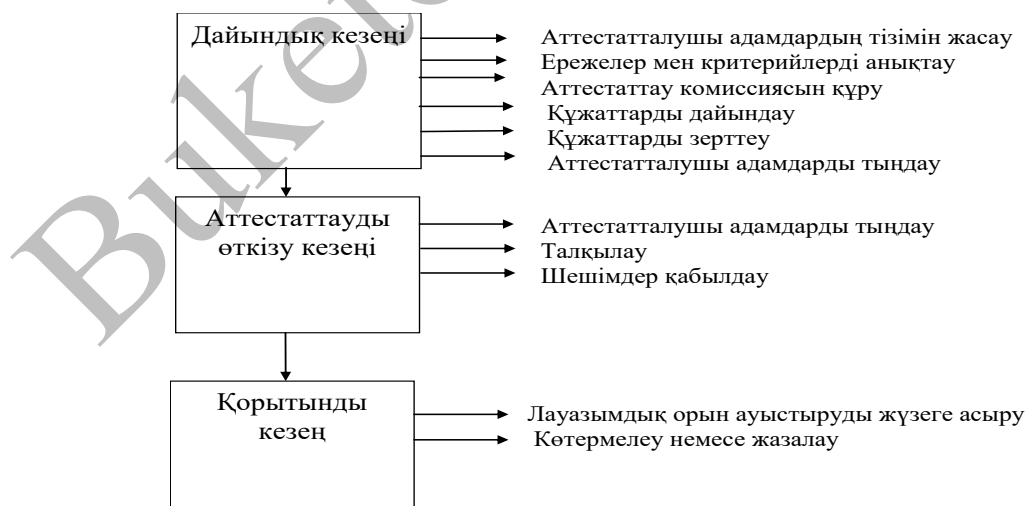 Дайындық кезеңі
Аттестатталушы адамдардың тізімін жасау
Ережелер мен критерийлерді анықтау
Аттестаттау комиссиясын құру
Құжаттарды дайындау
Құжаттарды зерттеу
Аттестатталушы адамдарды тыңдау
Аттестаттауды
өткізу кезеңі
Аттестатталушы адамдарды тыңдау
Талқылау
Шешімдер қабылдау
Қорытынды
кезең
Лауазымдық орын ауыстыруды жүзеге асыру
Көтермелеу немесе жазалау
Buket